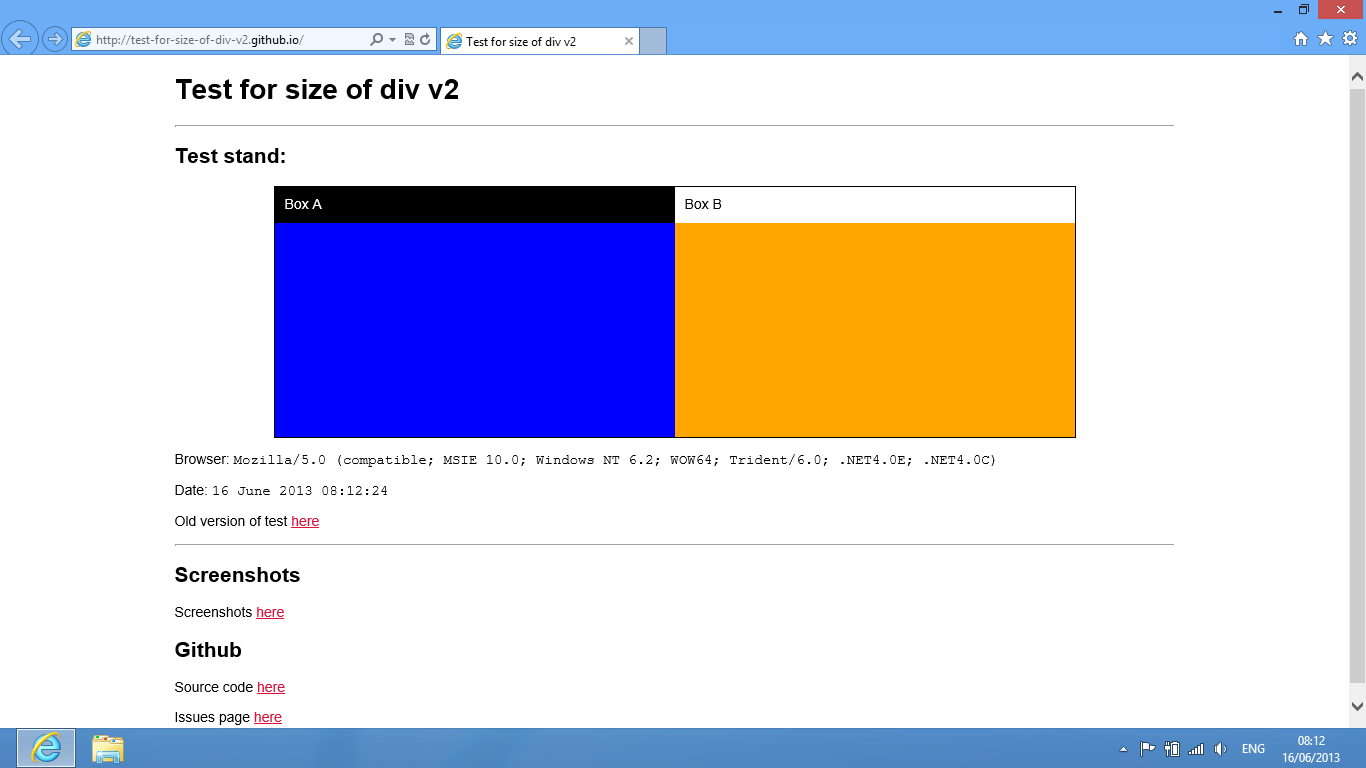 http://test-for-size-of-div-v2.github.io/
Test for size of div v2
Test for size of div v2
Test stand:
Box A
Box B
Browser: Mozilla/5.0 (compatible; MSIE 10.0; Windows NT 6.2; WOW64; Trident/6.0; .NET4.0E; .NET4.0C)
Date: 16 June 2013 08:12:24
Old version of test here
Screenshots
Screenshots here
Github
Source code here
Issues page here
ENG
08:12
16/06/2013